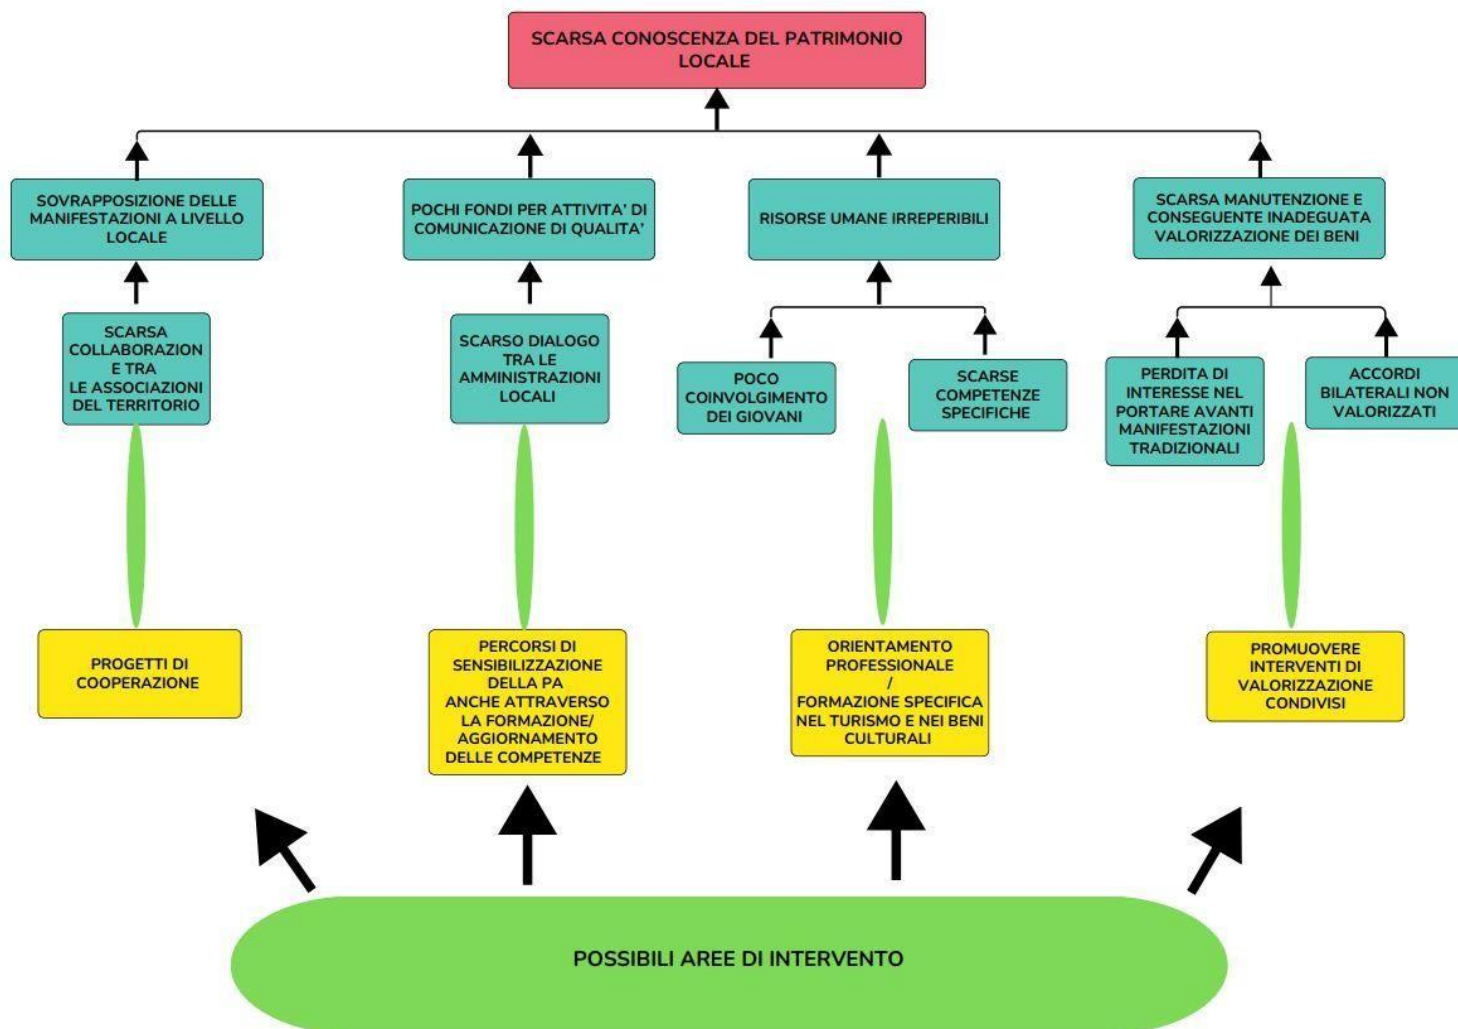 SCARSA CONOSCENZA DEL PATRIMONIO
LOCALE
SOVRAPPOSIZIONE DELLE
MANIFESTAZIONI A LIVELLO
LOCALE
POCHI FONDI PER ATTIVITA' DI
COMUNICAZIONE DI QUALITA'
RISORSE UMANE IRREPERIBILI
SCARSA MANUTENZIONE E
CONSEGUENTE INADEGUATA
VALORIZZAZIONE DEI BENI
SCARSA
COLLABORAZION
E TRA
LE ASSOCIAZIONI
DEL TERRITORIO
SCARSO DIALOGO
TRA LE
AMMINISTRAZIONI
LOCALI
POCO
COINVOLGIMENTO
DEI GIOVANI
SCARSE
COMPETENZE
SPECIFICHE
PERDITA DI
INTERESSE NEL
PORTARE AVANTI
MANIFESTAZIONI
TRADIZIONALI
ACCORDI
BILATERALI NON
VALORIZZATI
PROGETTI DI
COOPERAZIONE
PERCORSI DI
SENSIBILIZZAZIONE
DELLA PA
ANCHE ATTRAVERSO
LA FORMAZIONE/
AGGIORNAMENTO
DELLE COMPETENZE
ORIENTAMENTO
PROFESSIONALE
/
FORMAZIONE SPECIFICA
NEL TURISMO E NEI BENI
CULTURALI
PROMUOVERE
INTERVENTI DI
VALORIZZAZIONE
CONDIVISI
POSSIBILI AREE DI INTERVENTO